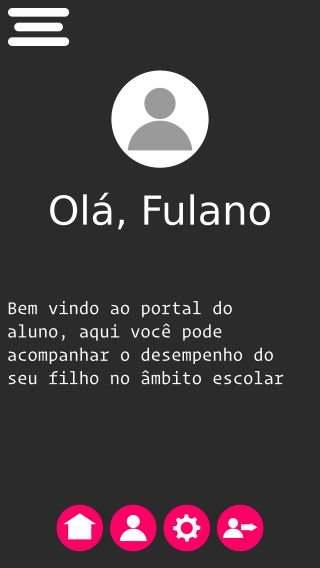 Olá, Fulano
Bem vindo ao portal do
aluno, aqui você pode
acompanhar o desempenho do
seu filho no âmbito escolar